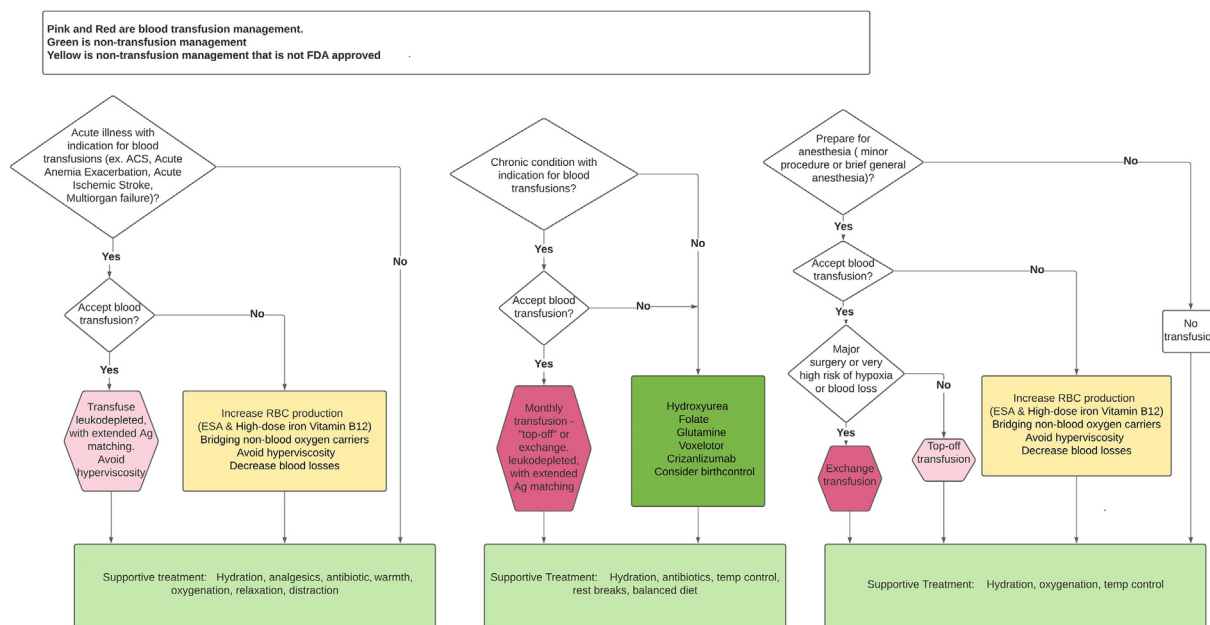 Pink and Red are blood transfusion management.
Green is non-transfusion management
Yellow is non-transfusion management that is not FDA approved
Acute illness with
indication for blood
transfusions (ex. ACS, Acute
Anemia Exacerbation, Acute
Ischemic Stroke,
Multiorgan failure)?
Yes
No
Accept blood
transfusion?
No
Yes
Transfuse
leukodepleted,
with extended Ag
matching.
Avoid
hyperviscosity
Increase RBC production
(ESA & High-dose iron Vitamin B12)
Bridging non-blood oxygen carriers
Avoid hyperviscosity
Decrease blood losses
Supportive treatment: Hydration, analgesics, antibiotic, warmth,
oxygenation, relaxation, distraction
Chronic condition with
indication for blood
transfusions?
Yes
No
Accept blood
transfusion?
No
Yes
Monthly
transfusion -
"top-off" or
exchange.
leukodepleted,
with extended
Ag matching
Hydroxyurea
Folate
Glutamine
Voxelotor
Crizanlizumab
Consider birthcontrol
Supportive Treatment: Hydration, antibiotics, temp control,
rest breaks, balanced diet
Prepare for
anesthesia ( minor
procedure or brief general
anesthesia)?
No
Yes
Accept blood
transfusion?
No
Yes
No
transfusion
Major
surgery or very
high risk of hypoxia
or blood loss
No
Yes
Exchange
transfusion
Top-off
transfusion
Increase RBC production
(ESA & High-dose iron Vitamin B12)
Bridging non-blood oxygen carriers
Avoid hyperviscosity
Decrease blood losses
Supportive Treatment: Hydration, oxygenation, temp control